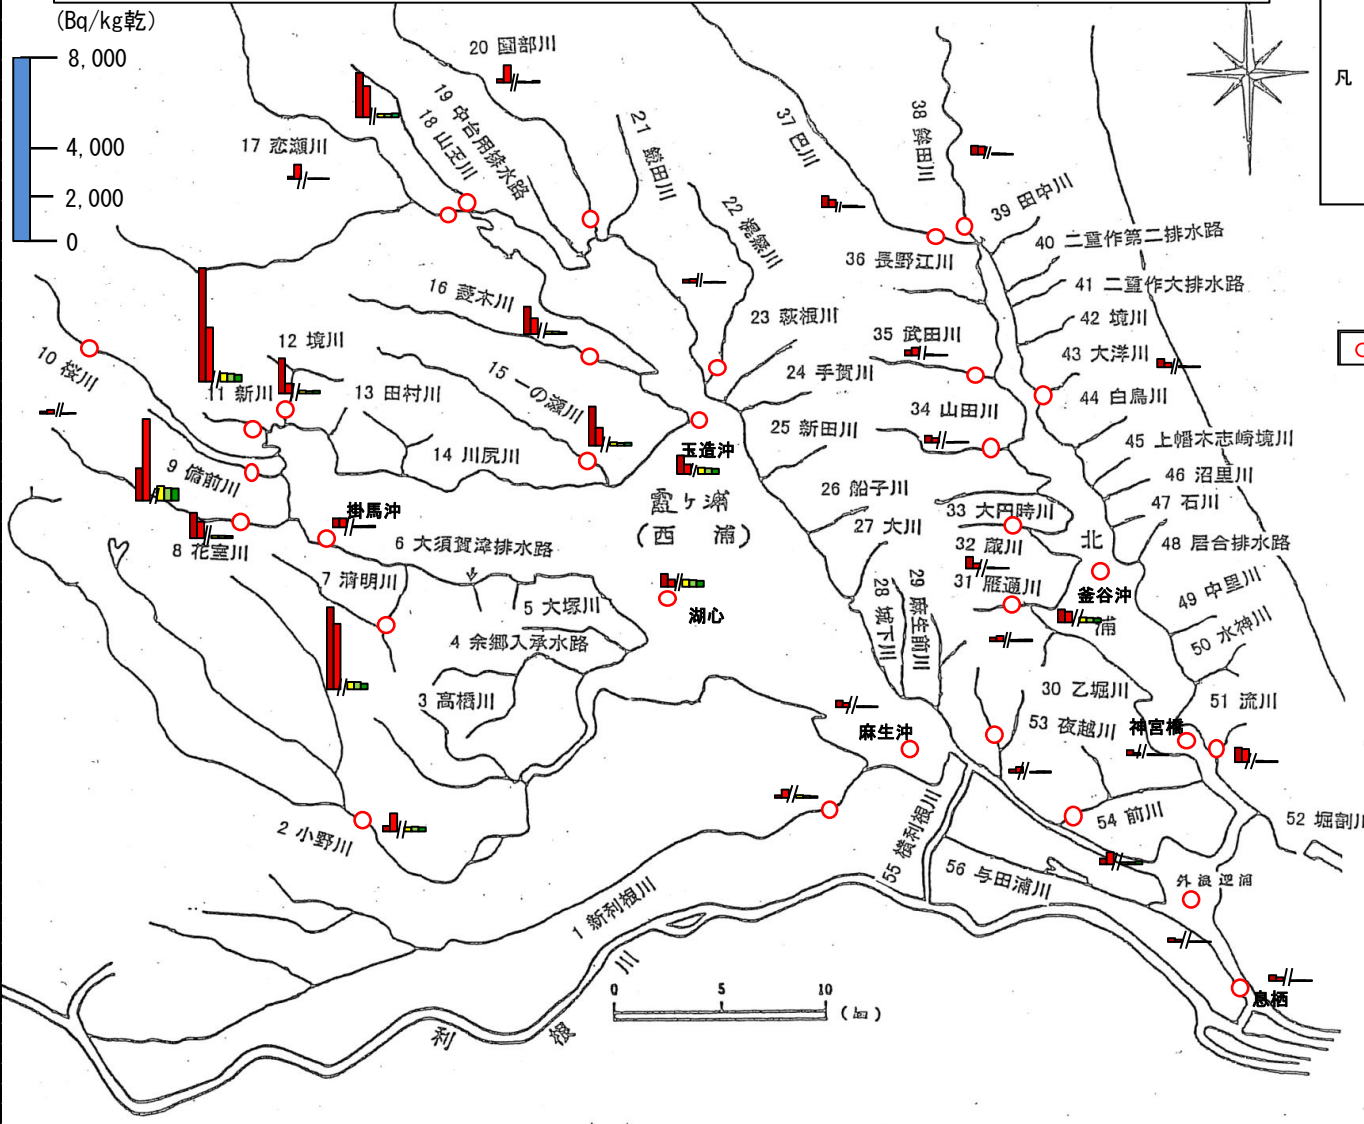 (Bq/kg乾)
8,000
4,000
2,000
0
凡
20 園部川
19 中台用排水路
18 山王川
17 恋瀬川
21 鏡田川
22 梶無川
37 巴川
38 鉾田川
39 田中川
40 二重作第二排水路
41 二重作大排水路
42 境川
43 大洋川
44 白鳥川
45 上幡木志崎境川
46 沼里川
47 石川
48 居合排水路
49 中里川
50 水神川
51 流川
52 堀割川
36 長野江川
35 武田川
34 山田川
33 大円時川
32 蔵川
31 雁通川
30 乙堀川
53 夜越川
54 前川
23 萩根川
24 手賀川
25 新田川
26 船子川
27 大川
28 城下川
29 麻生前川
16 菱木川
15 一の瀬川
14 川尻川
13 田村川
12 境川
11 新川
10 桜川
9 備前川
8 花室川
7 清明川
6 大須賀津排水路
5 大塚川
4 余郷入承水路
3 高橋川
2 小野川
1 新利根川
55 横利根川
56 与田浦川
玉造沖
霞ヶ浦
(西 浦)
掛馬沖
湖心
麻生沖
北
浦
釜谷沖
神宮橋
外浪逆浦
息栖
利
根
川
0 5 10 (㎞)